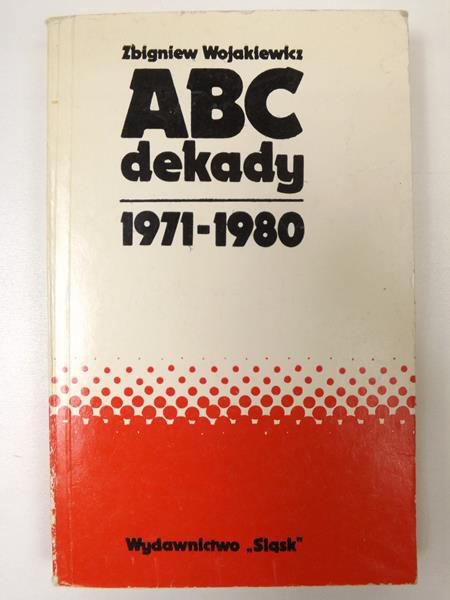 Zbigniew Wojakiewicz
ABC
dekady
1971-1980
Wydawnictwo „Śląsk"